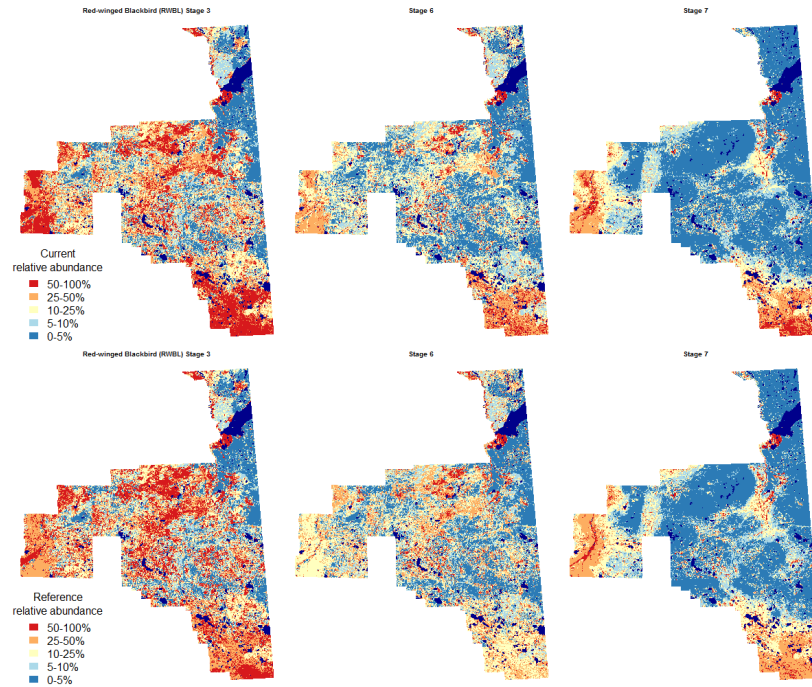 Red-winged Blackbird (RWBL) Stage 3
Stage 6
Stage 7
Current
relative abundance
50-100%
25-50%
10-25%
5-10%
0-5%
Red-winged Blackbird (RWBL) Stage 3
Stage 6
Stage 7
Reference
relative abundance
50-100%
25-50%
10-25%
5-10%
0-5%